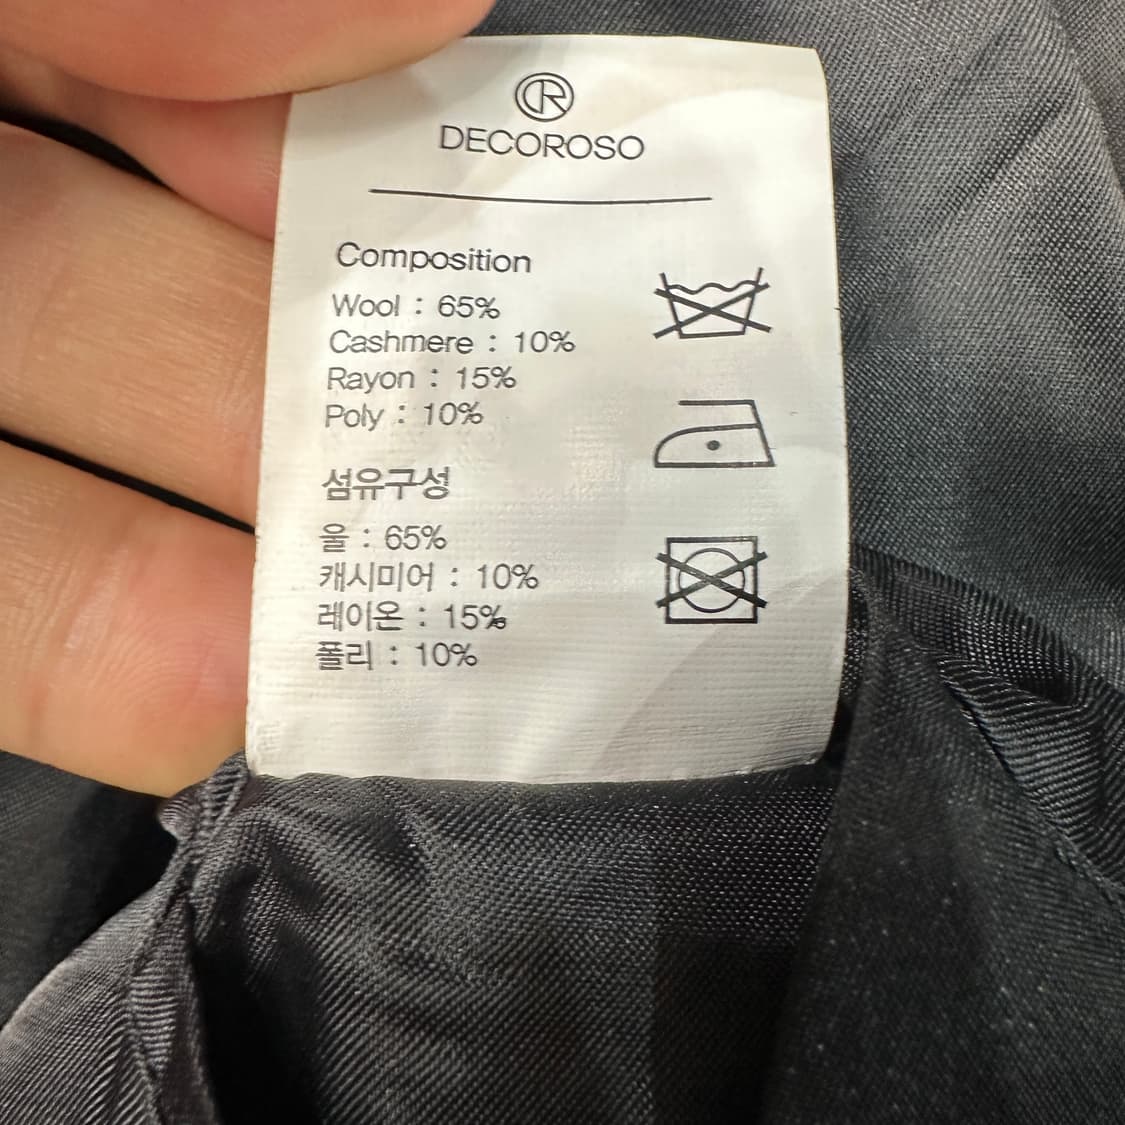 DECOROSO
Composition
Wool : 65%
Cashmere : 10%
Rayon : 15%
Poly : 10%
섬유구성
울 : 65%
캐시미어 : 10%
레이온 : 15%
폴리 : 10%